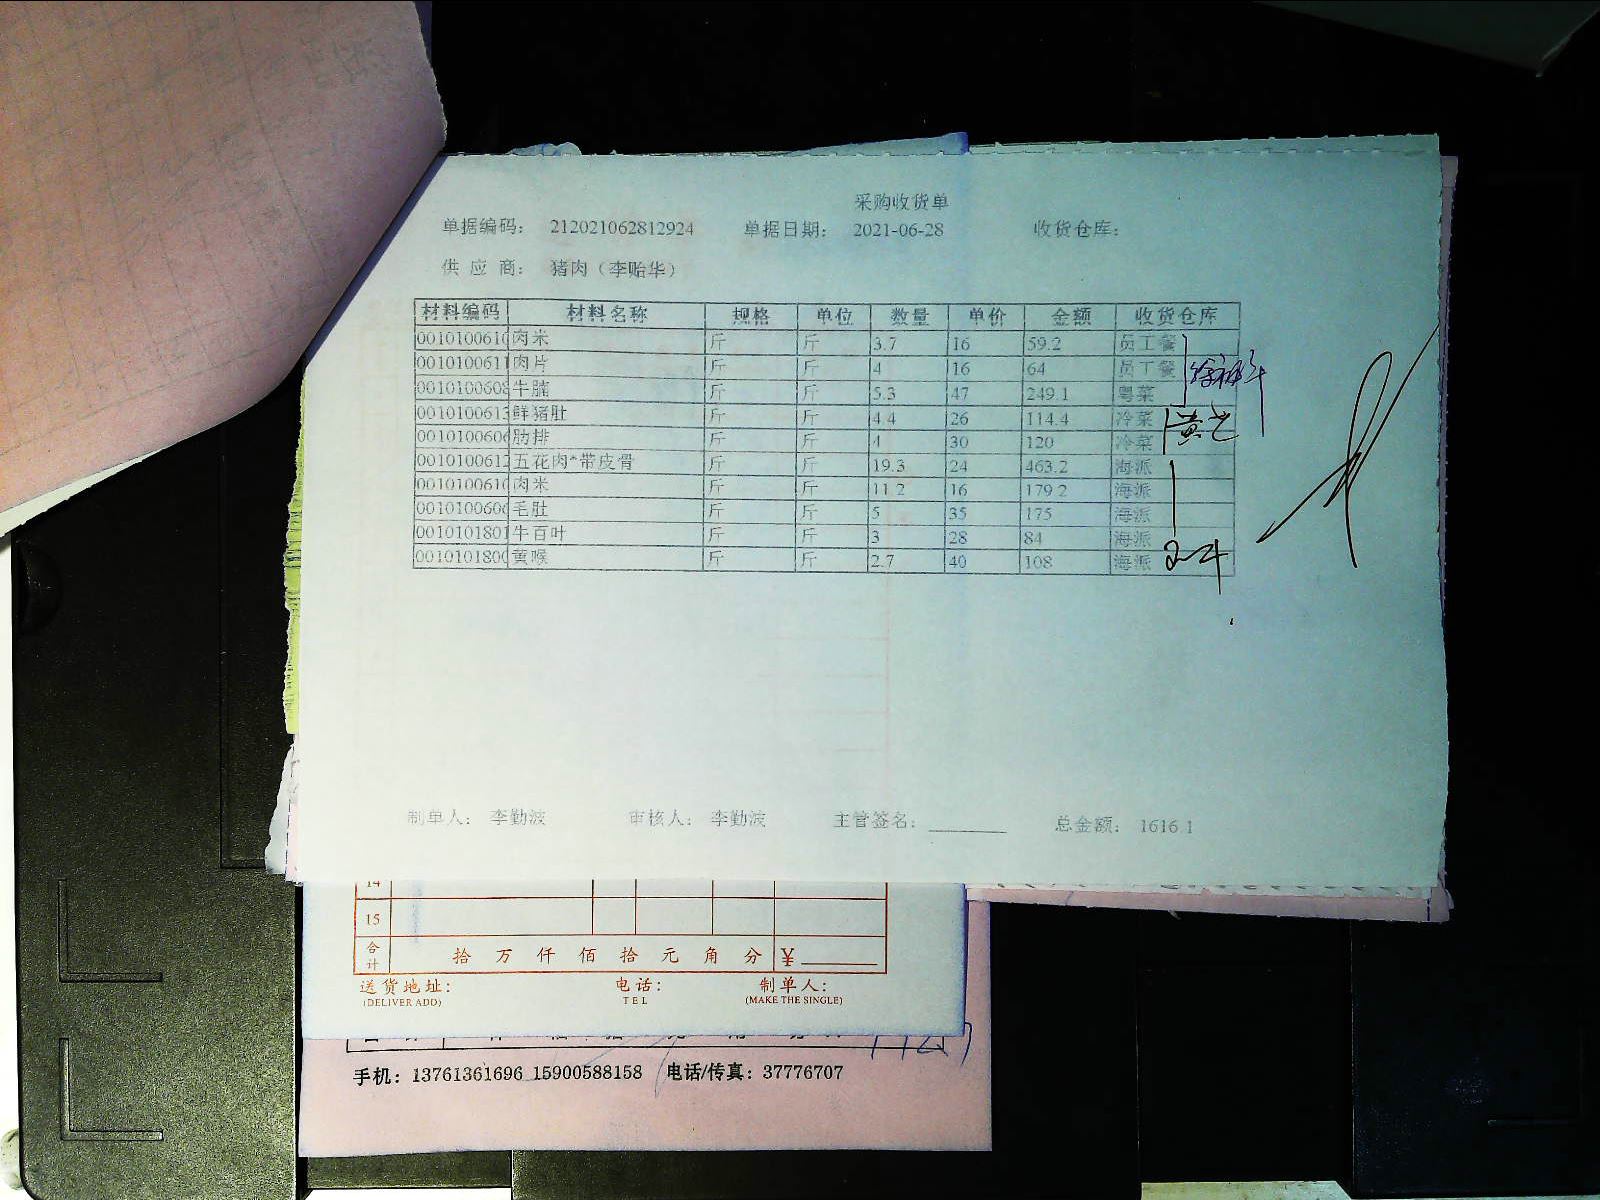 采购收货单
单据编码： 212021062812924 单据日期： 2021-06-28 收货仓库：
供 应 商： 猪肉（李贻华）
材料编码 材料名称 规格 单位 数量 单价 金额 收货仓库
0010100610 肉米 斤 斤 3.7 16 59.2 员工餐
0010100611 肉片 斤 斤 4 16 64 员工餐
0010100608 牛腩 斤 斤 5.3 47 249.1 粤菜
0010100613 鲜猪肚 斤 斤 4.4 26 114.4 冷菜
0010100606 肋排 斤 斤 4 30 120 冷菜
0010100612 五花肉*带皮骨 斤 斤 19.3 24 463.2 海派
0010100610 肉米 斤 斤 11.2 16 179.2 海派
0010100606 毛肚 斤 斤 5 35 175 海派
0010101801 牛百叶 斤 斤 3 28 84 海派
0010101800 黄喉 斤 斤 2.7 40 108 海派
制单人： 李勤波 审核人： 李勤波 主管签名： 总金额： 1616.1
14
15
合计 拾 万 仟 佰 拾 元 角 分 ¥
送货地址： 电话： 制单人：
(DELIVER ADD) TEL (MAKE THE SINGLE)
手机：13761361696 15900588158 电话/传真：37776707